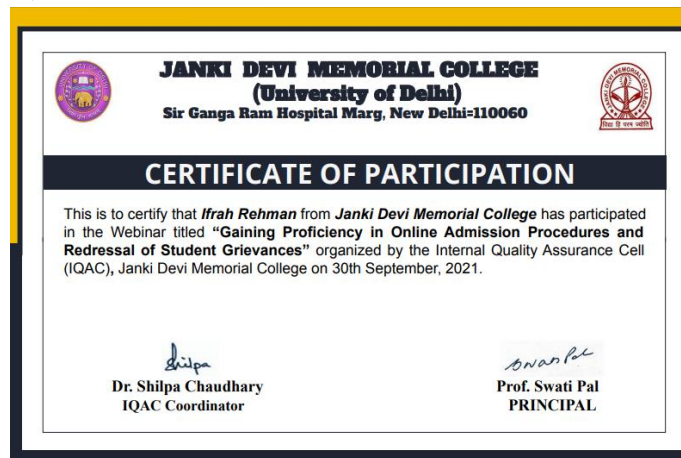 JANKI DEVI MEMORIAL COLLEGE
(University of Delhi)
Sir Ganga Ram Hospital Marg, New Delhi=110060
CERTIFICATE OF PARTICIPATION
This is to certify that Ifrah Rehman from Janki Devi Memorial College has participated
in the Webinar titled “Gaining Proficiency in Online Admission Procedures and
Redressal of Student Grievances” organized by the Internal Quality Assurance Cell
(IQAC), Janki Devi Memorial College on 30th September, 2021.
Shilpa
Swati Pal
Dr. Shilpa Chaudhary
IQAC Coordinator
Prof. Swati Pal
PRINCIPAL